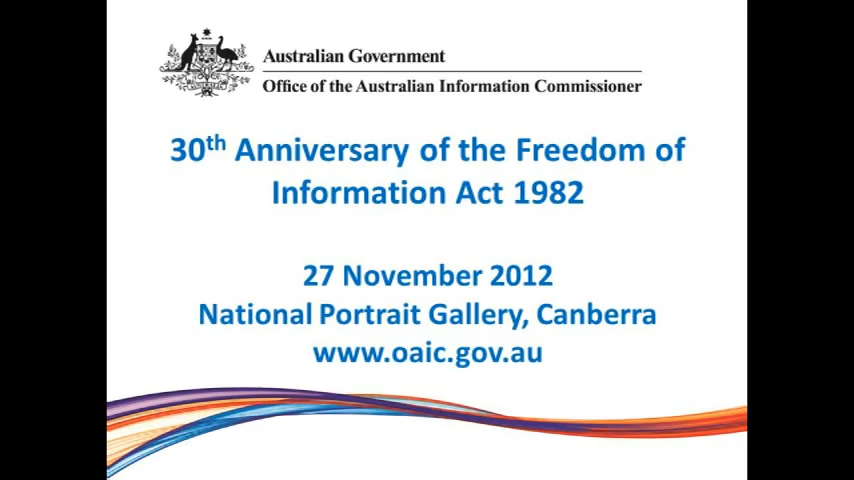 Australian Government
Office of the Australian Information Commissioner
30th Anniversary of the Freedom of
Information Act 1982
27 November 2012
National Portrait Gallery, Canberra
www.oaic.gov.au